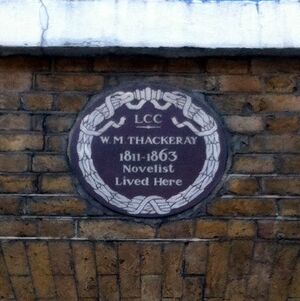 LCC
W. M THACKERAY
1811-1863
Novelist
Lived Here